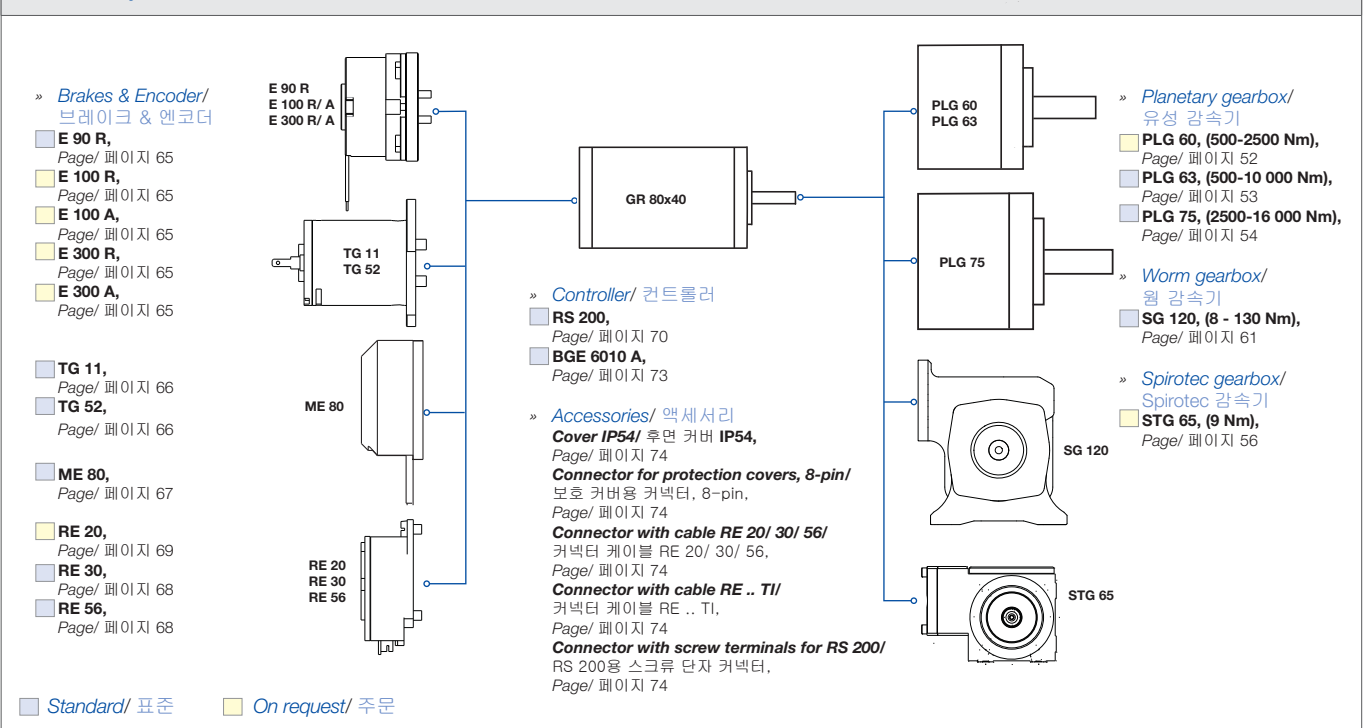 » Brakes & Encoder/
브레이크 & 엔코더
E 90 R,
Page/ 페이지 65
E 100 R,
Page/ 페이지 65
E 100 A,
Page/ 페이지 65
E 300 R,
Page/ 페이지 65
E 300 A,
Page/ 페이지 65
TG 11,
Page/ 페이지 66
TG 52,
Page/ 페이지 66
ME 80,
Page/ 페이지 67
RE 20,
Page/ 페이지 69
RE 30,
Page/ 페이지 68
RE 56,
Page/ 페이지 68
E 90 R
E 100 R/ A
E 300 R/ A
TG 11
TG 52
ME 80
RE 20
RE 30
RE 56
GR 80x40
» Controller/ 컨트롤러
RS 200,
Page/ 페이지 70
BGE 6010 A,
Page/ 페이지 73
» Accessories/ 액세서리
Cover IP54/ 후면 커버 IP54,
Page/ 페이지 74
Connector for protection covers, 8-pin/
보호 커버용 커넥터, 8-pin,
Page/ 페이지 74
Connector with cable RE 20/ 30/ 56/
커넥터 케이블 RE 20/ 30/ 56,
Page/ 페이지 74
Connector with cable RE .. TI/
커넥터 케이블 RE .. TI,
Page/ 페이지 74
Connector with screw terminals for RS 200/
RS 200용 스크류 단자 커넥터,
Page/ 페이지 74
PLG 60
PLG 63
PLG 75
SG 120
STG 65
» Planetary gearbox/
유성 감속기
PLG 60, (500-2500 Nm),
Page/ 페이지 52
PLG 63, (500-10 000 Nm),
Page/ 페이지 53
PLG 75, (2500-16 000 Nm),
Page/ 페이지 54
» Worm gearbox/
웜 감속기
SG 120, (8 - 130 Nm),
Page/ 페이지 61
» Spirotec gearbox/
Spirotec 감속기
STG 65, (9 Nm),
Page/ 페이지 56
Standard/ 표준
On request/ 주문